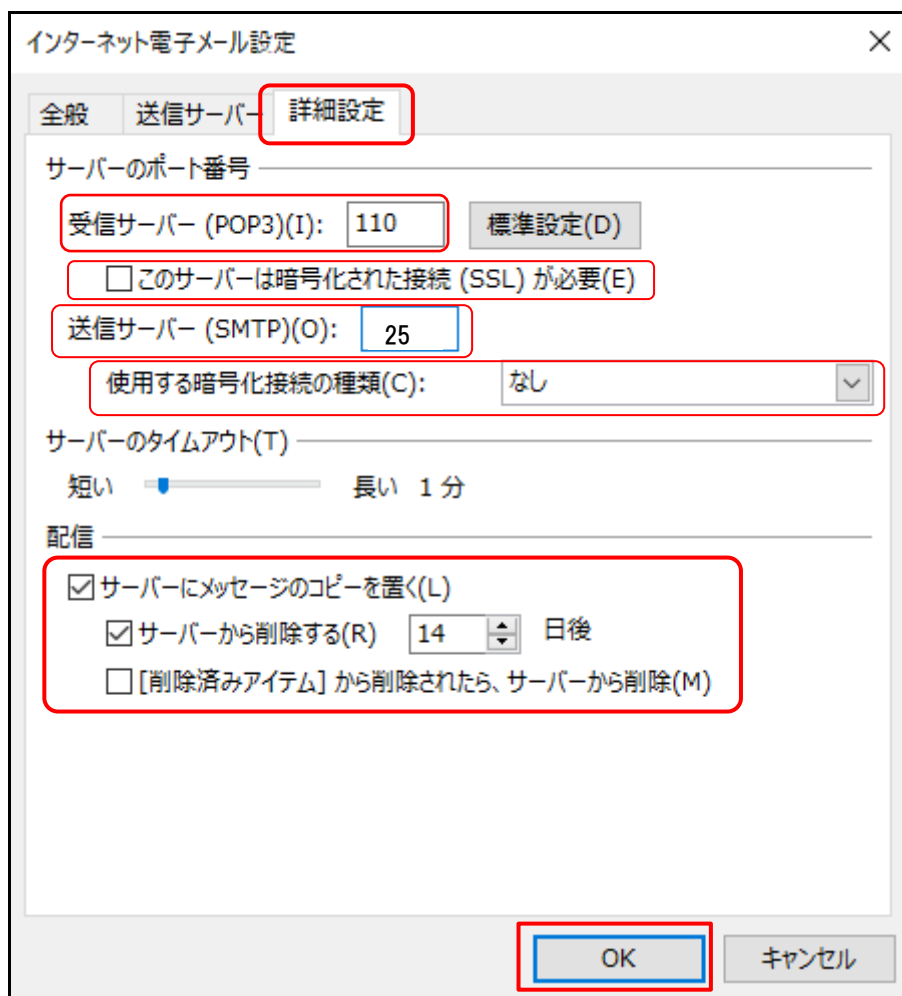 インターネット電子メール設定
全般 送信サーバー 詳細設定
サーバーのポート番号
受信サーバー (POP3)(I): 110 標準設定(D)
このサーバーは暗号化された接続 (SSL) が必要(E)
送信サーバー (SMTP)(O): 25
使用する暗号化接続の種類(C): なし
サーバーのタイムアウト(T)
短い 長い 1 分
配信
サーバーにメッセージのコピーを置く(L)
サーバーから削除する(R) 14 日後
[削除済みアイテム] から削除されたら、サーバーから削除(M)
OK キャンセル